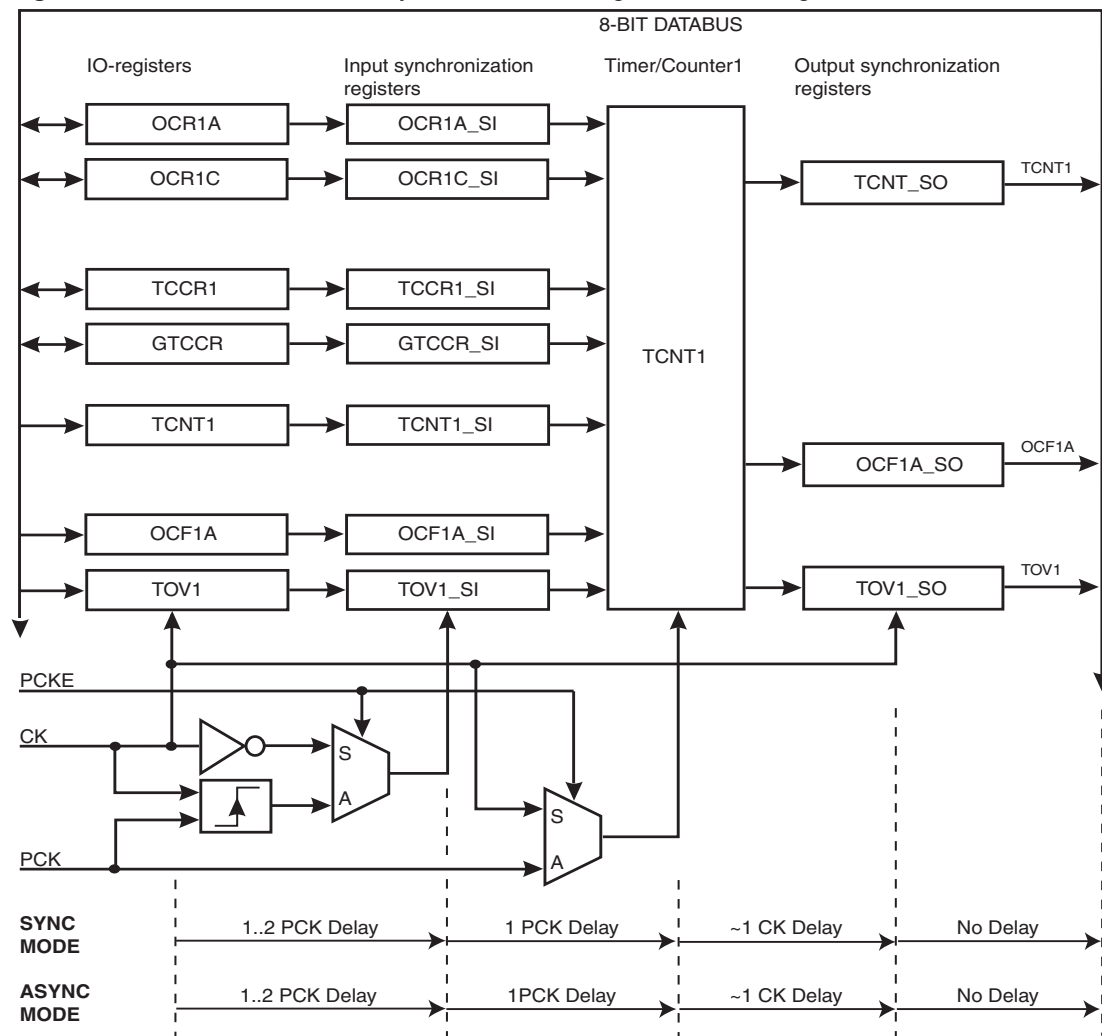 8-BIT DATABUS
IO-registers
Input synchronization
registers
Timer/Counter1
Output synchronization
registers
OCR1A
OCR1A_SI
OCR1C
OCR1C_SI
TCNT_SO
TCNT1
TCCR1
TCCR1_SI
GTCCR
GTCCR_SI
TCNT1
TCNT1
TCNT1_SI
OCF1A_SO
OCF1A
OCF1A
OCF1A_SI
TOV1
TOV1_SI
TOV1_SO
TOV1
PCKE
CK
S
A
S
A
PCK
SYNC
MODE
1..2 PCK Delay
1 PCK Delay
~1 CK Delay
No Delay
ASYNC
MODE
1..2 PCK Delay
1PCK Delay
~1 CK Delay
No Delay